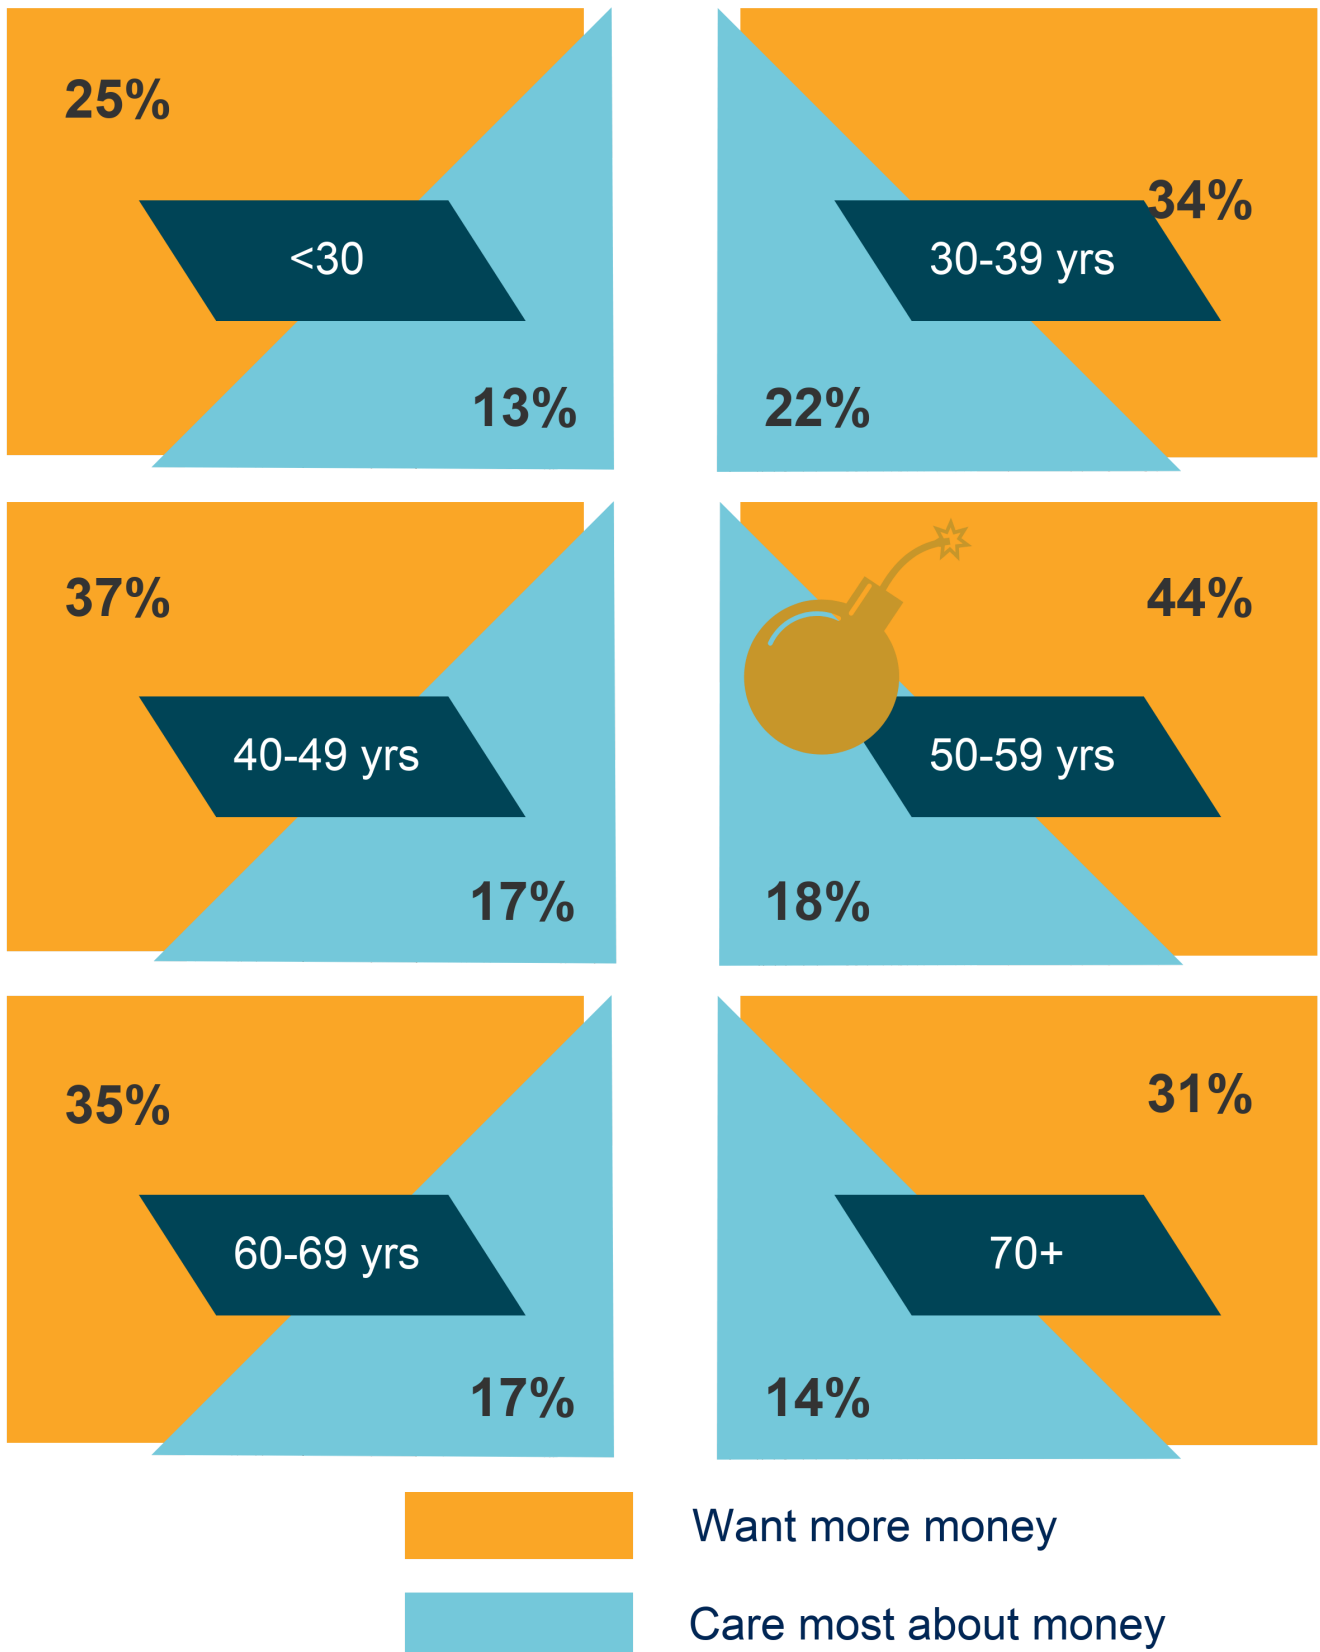 25%
<30
13%
34%
30-39 yrs
22%
37%
40-49 yrs
17%
44%
50-59 yrs
18%
35%
60-69 yrs
17%
31%
70+
14%
Want more money
Care most about money